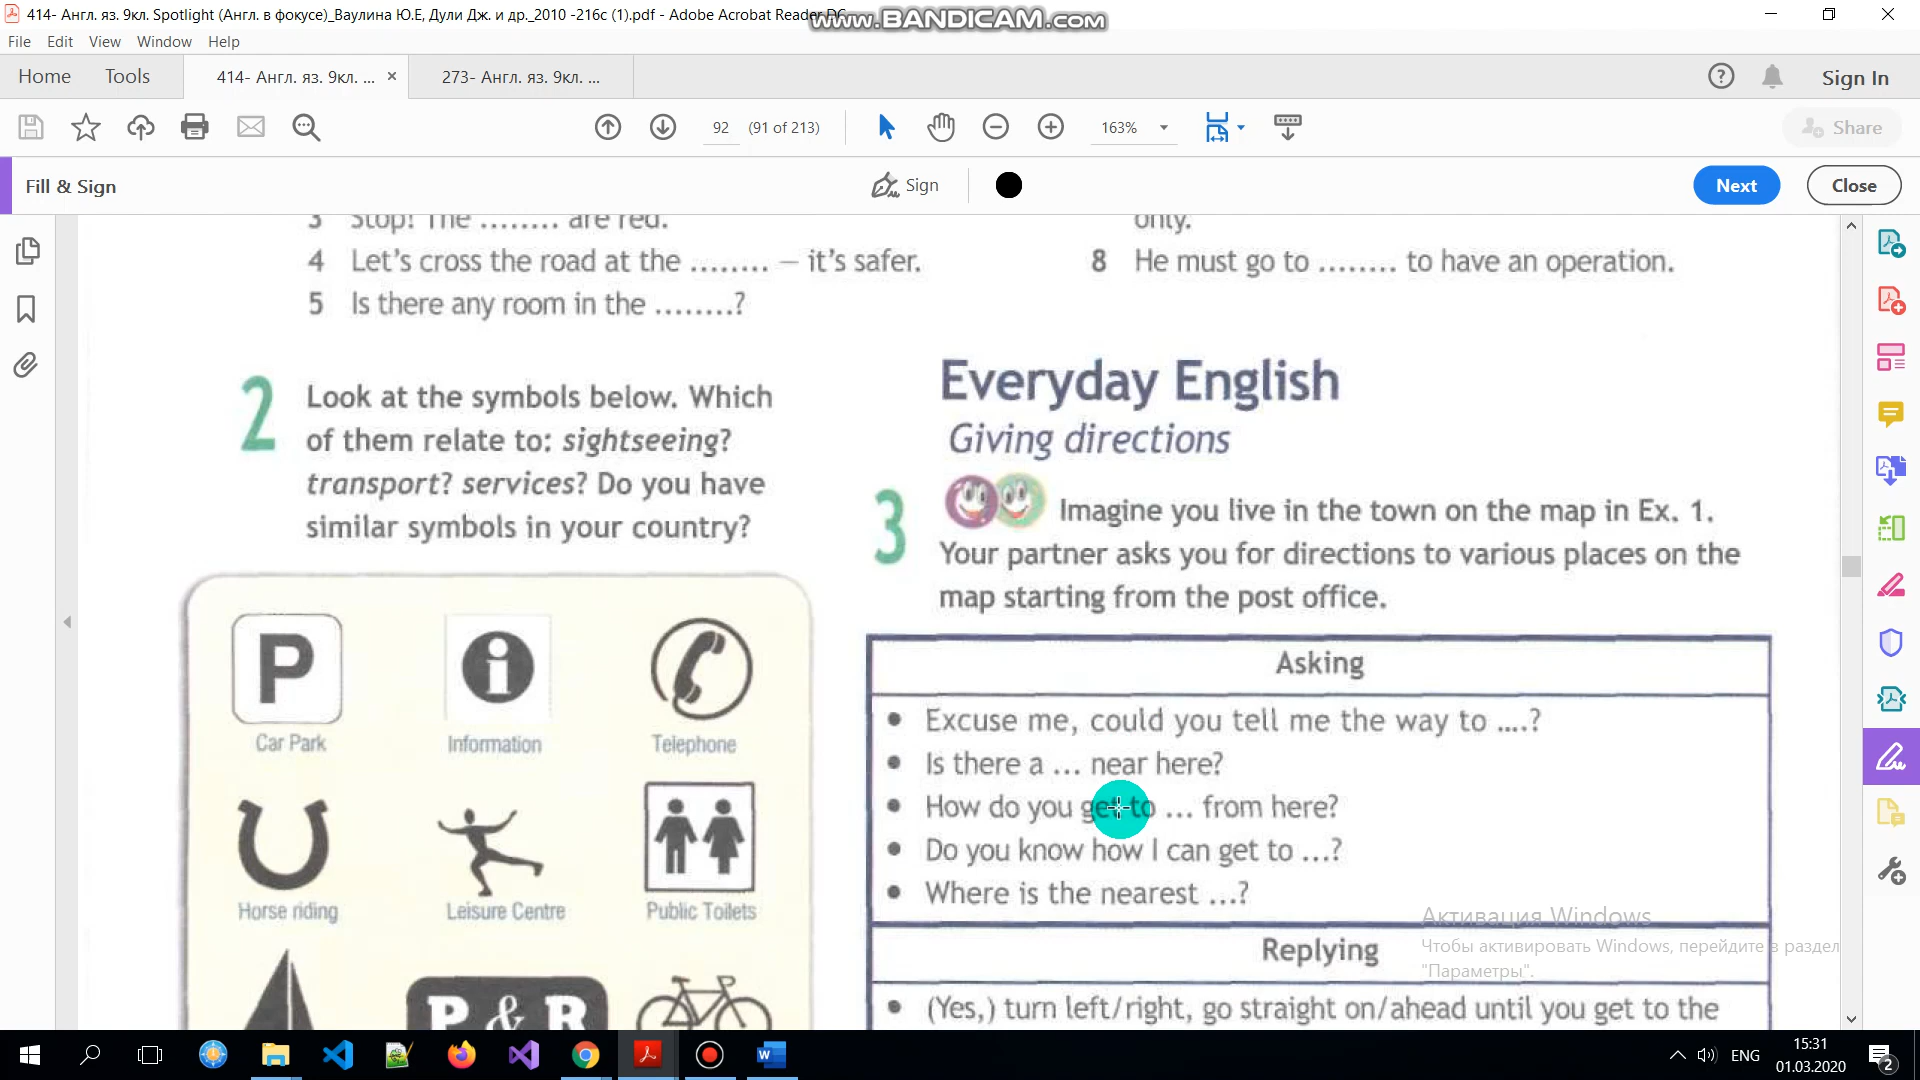 414- Англ. яз. 9кл. Spotlight (Англ. в фокусе)_Ваулина Ю.Е, Дули Дж. и др._2010 -216с (1).pdf - Adobe Acrobat Reader DC
www.BANDICAM.com
File Edit View Window Help
Home Tools 414- Англ. яз. 9кл. ... × 273- Англ. яз. 9кл. ... Sign In
92 (91 of 213) 163% Share
Fill & Sign Sign Next Close
3 Stop! The ........ are red.
4 Let's cross the road at the ........ – it's safer.
5 Is there any room in the ........?
only.
8 He must go to ........ to have an operation.
2 Look at the symbols below. Which
of them relate to: sightseeing?
transport? services? Do you have
similar symbols in your country?
P
Car Park
i
Information
Telephone
Horse riding
Leisure Centre
Public Toilets
P & R
Everyday English
Giving directions
3 Imagine you live in the town on the map in Ex. 1.
Your partner asks you for directions to various places on the
map starting from the post office.
Asking
• Excuse me, could you tell me the way to ....?
• Is there a ... near here?
• How do you get to ... from here?
• Do you know how I can get to ...?
• Where is the nearest ...?
Replying
• (Yes,) turn left/right, go straight on/ahead until you get to the
Активация Windows
Чтобы активировать Windows, перейдите в раздел
"Параметры".
ENG
15:31
01.03.2020
2